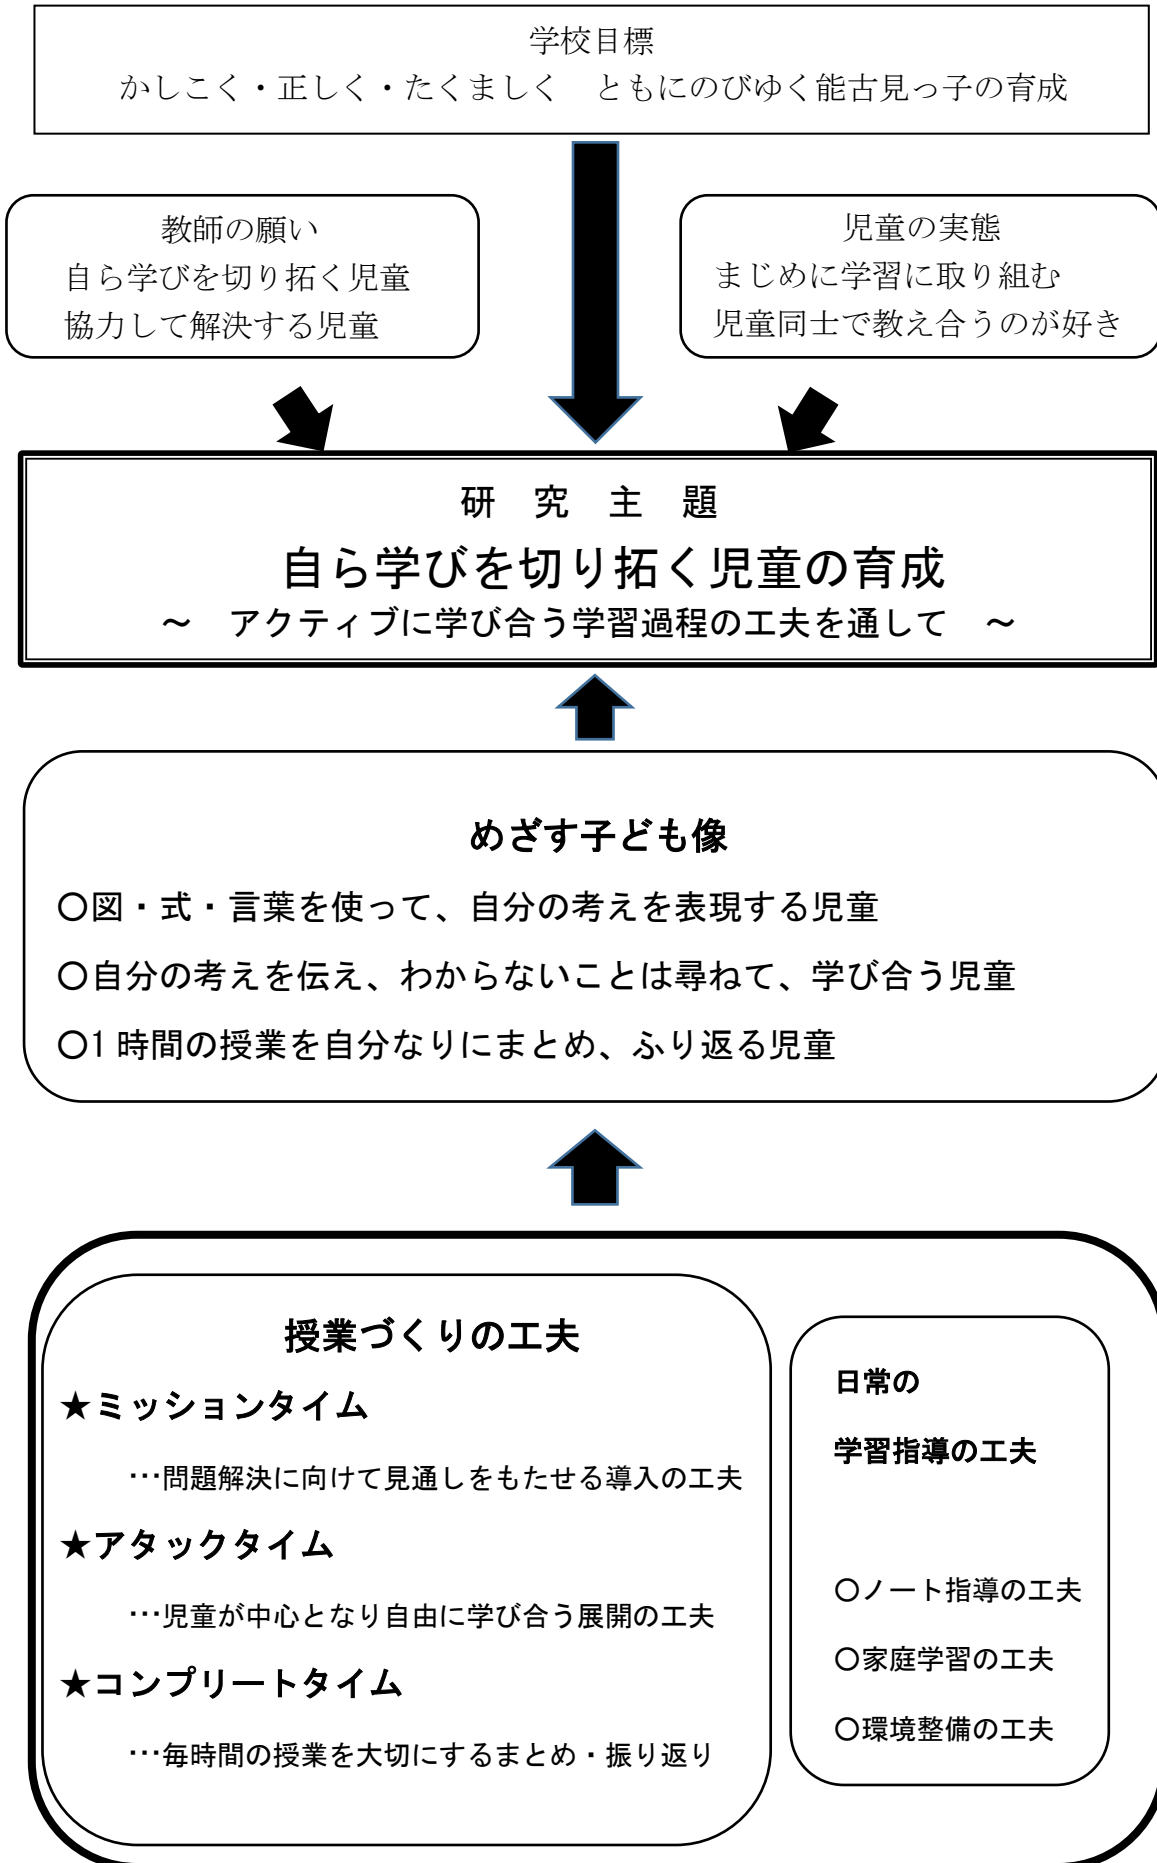 学校目標
かしこく・正しく・たくましく　ともにのびゆく能古見っ子の育成
教師の願い
自ら学びを切り拓く児童
協力して解決する児童
児童の実態
まじめに学習に取り組む
児童同士で教え合うのが好き
研　究　主　題
自ら学びを切り拓く児童の育成
～　アクティブに学び合う学習過程の工夫を通して　～
めざす子ども像
○図・式・言葉を使って、自分の考えを表現する児童
○自分の考えを伝え、わからないことは尋ねて、学び合う児童
○1時間の授業を自分なりにまとめ、ふり返る児童
授業づくりの工夫
★ミッションタイム
…問題解決に向けて見通しをもたせる導入の工夫
★アタックタイム
…児童が中心となり自由に学び合う展開の工夫
★コンプリートタイム
…毎時間の授業を大切にするまとめ・振り返り
日常の
学習指導の工夫
○ノート指導の工夫
○家庭学習の工夫
○環境整備の工夫